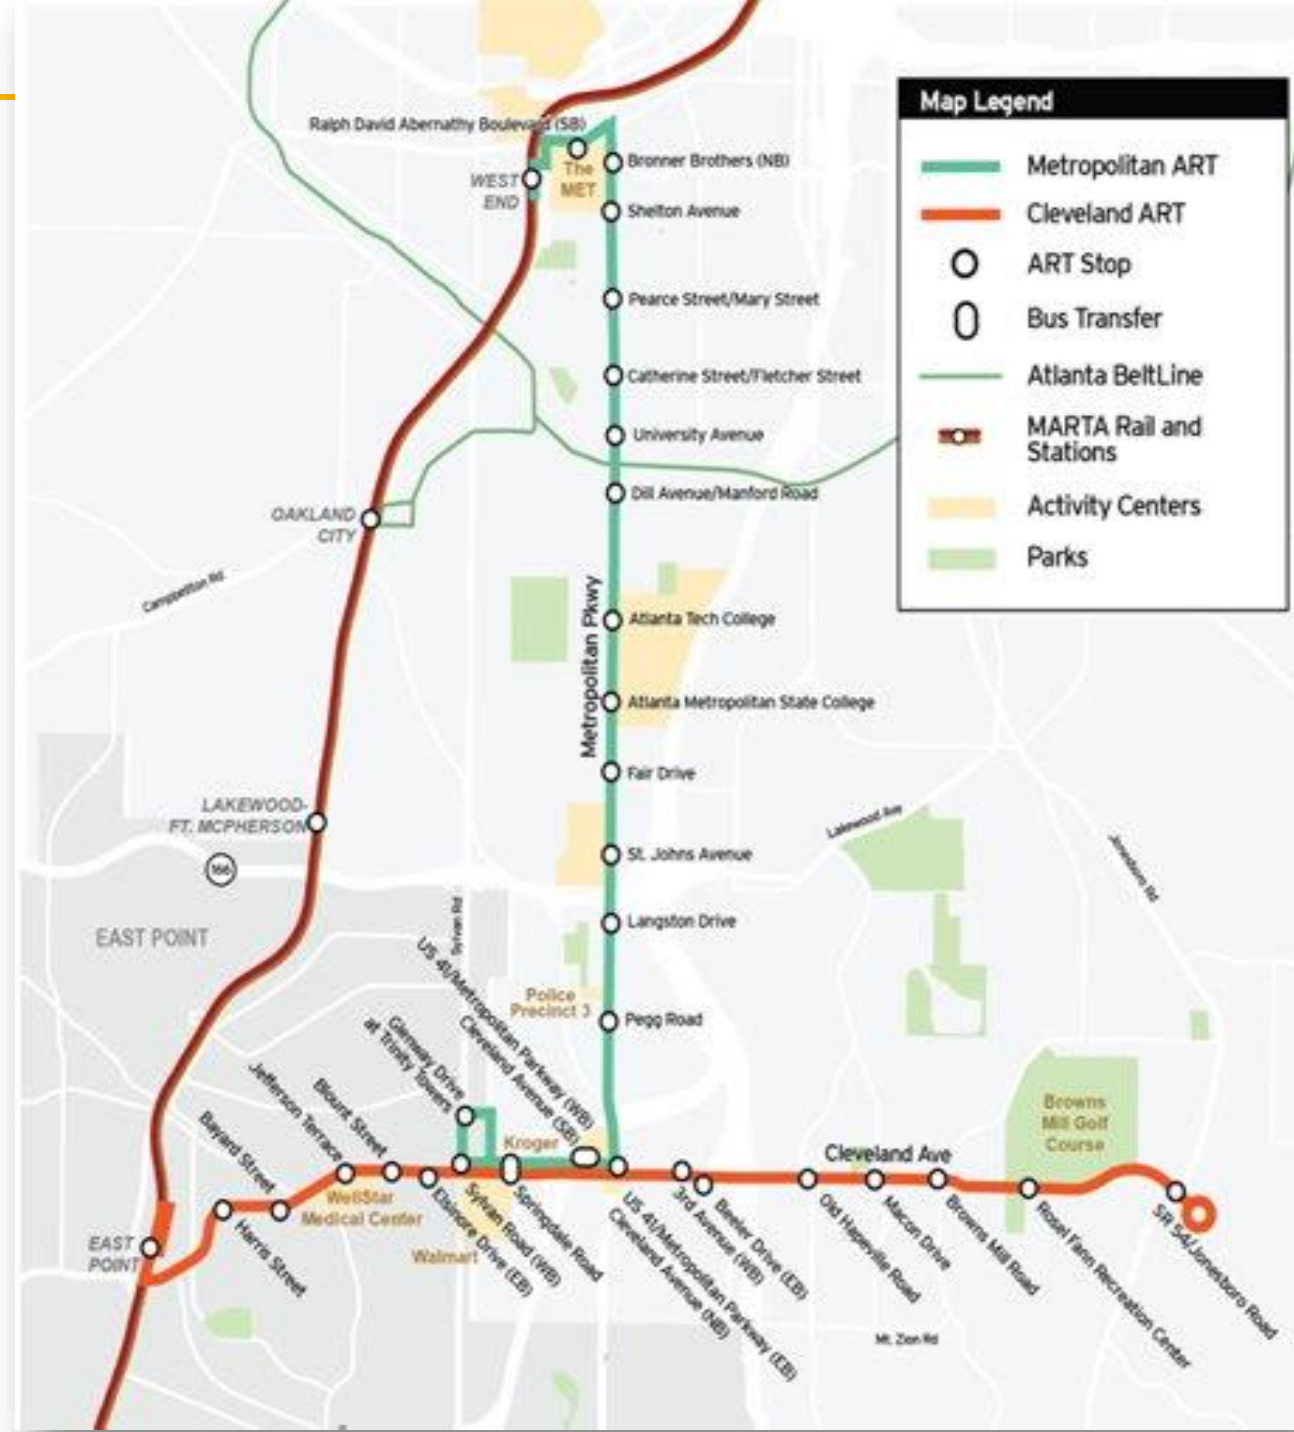 Map Legend
Metropolitan ART
Cleveland ART
ART Stop
Bus Transfer
Atlanta BeltLine
MARTA Rail and
Stations
Activity Centers
Parks
Ralph David Abernathy Boulevard (SB)
The
MET
WEST
END
Bronner Brothers (NB)
Shelton Avenue
Pearce Street/Mary Street
Catherine Street/Fletcher Street
University Avenue
Dill Avenue/Manford Road
OAKLAND
CITY
Campbellton Rd
Metropolitan Pkwy
Atlanta Tech College
Atlanta Metropolitan State College
Fair Drive
LAKEWOOD-
FT. MCPHERSON
166
Lakewood Ave
Jonesboro Rd
St. Johns Avenue
Langston Drive
Sylvan Rd
EAST POINT
Police
Precinct 3
Pegg Road
US 41/Metropolitan Parkway (WB)
Cleveland Avenue (SB)
Glenway Drive
at Trinity Towers
Blount Street
Jefferson Terrace
Bayard Street
Kroger
Browns
Mill Golf
Course
Cleveland Ave
WellStar
Medical Center
Walmart
EAST
POINT
Harris Street
Elsinore Drive (EB)
Sylvan Road (WB)
Springdale Road
US 41/Metropolitan Parkway (EB)
Cleveland Avenue (NB)
3rd Avenue (WB)
Beeler Drive (EB)
Old Hapeville Road
Macon Drive
Browns Mill Road
Rosel Fann Recreation Center
SR 54/Jonesboro Road
Mt. Zion Rd